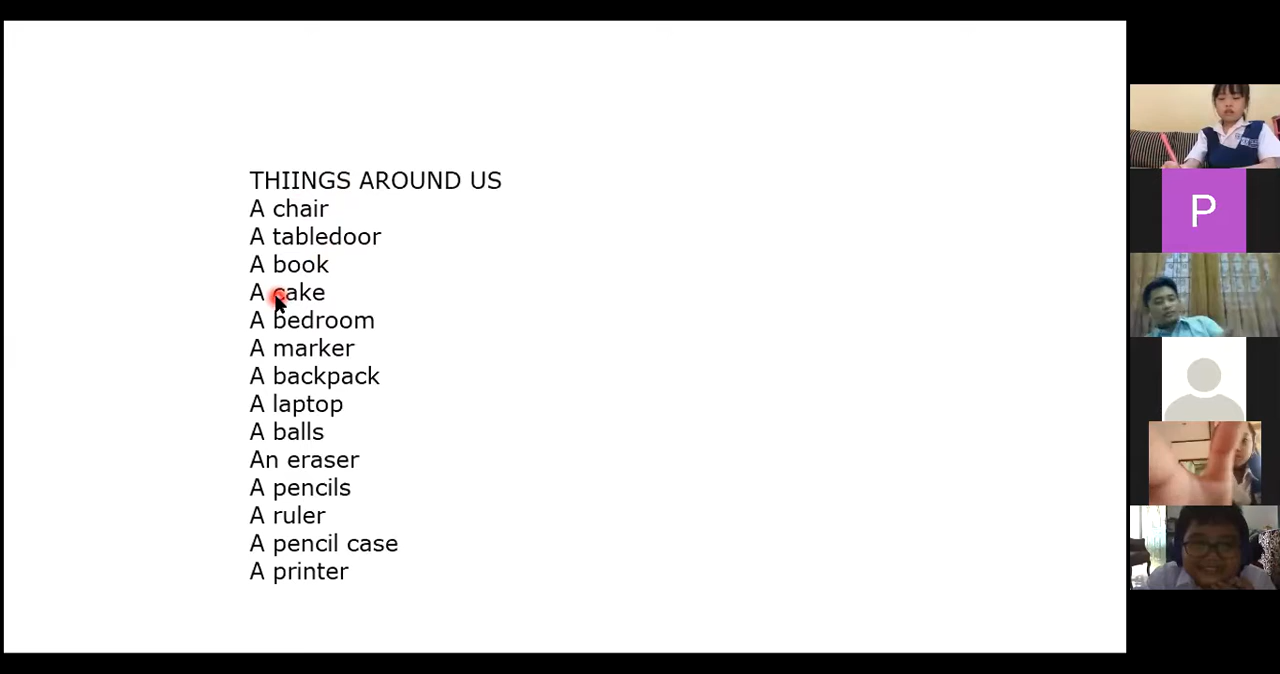 THIINGS AROUND US
A chair
A tabledoor
A book
A cake
A bedroom
A marker
A backpack
A laptop
A balls
An eraser
A pencils
A ruler
A pencil case
A printer
P